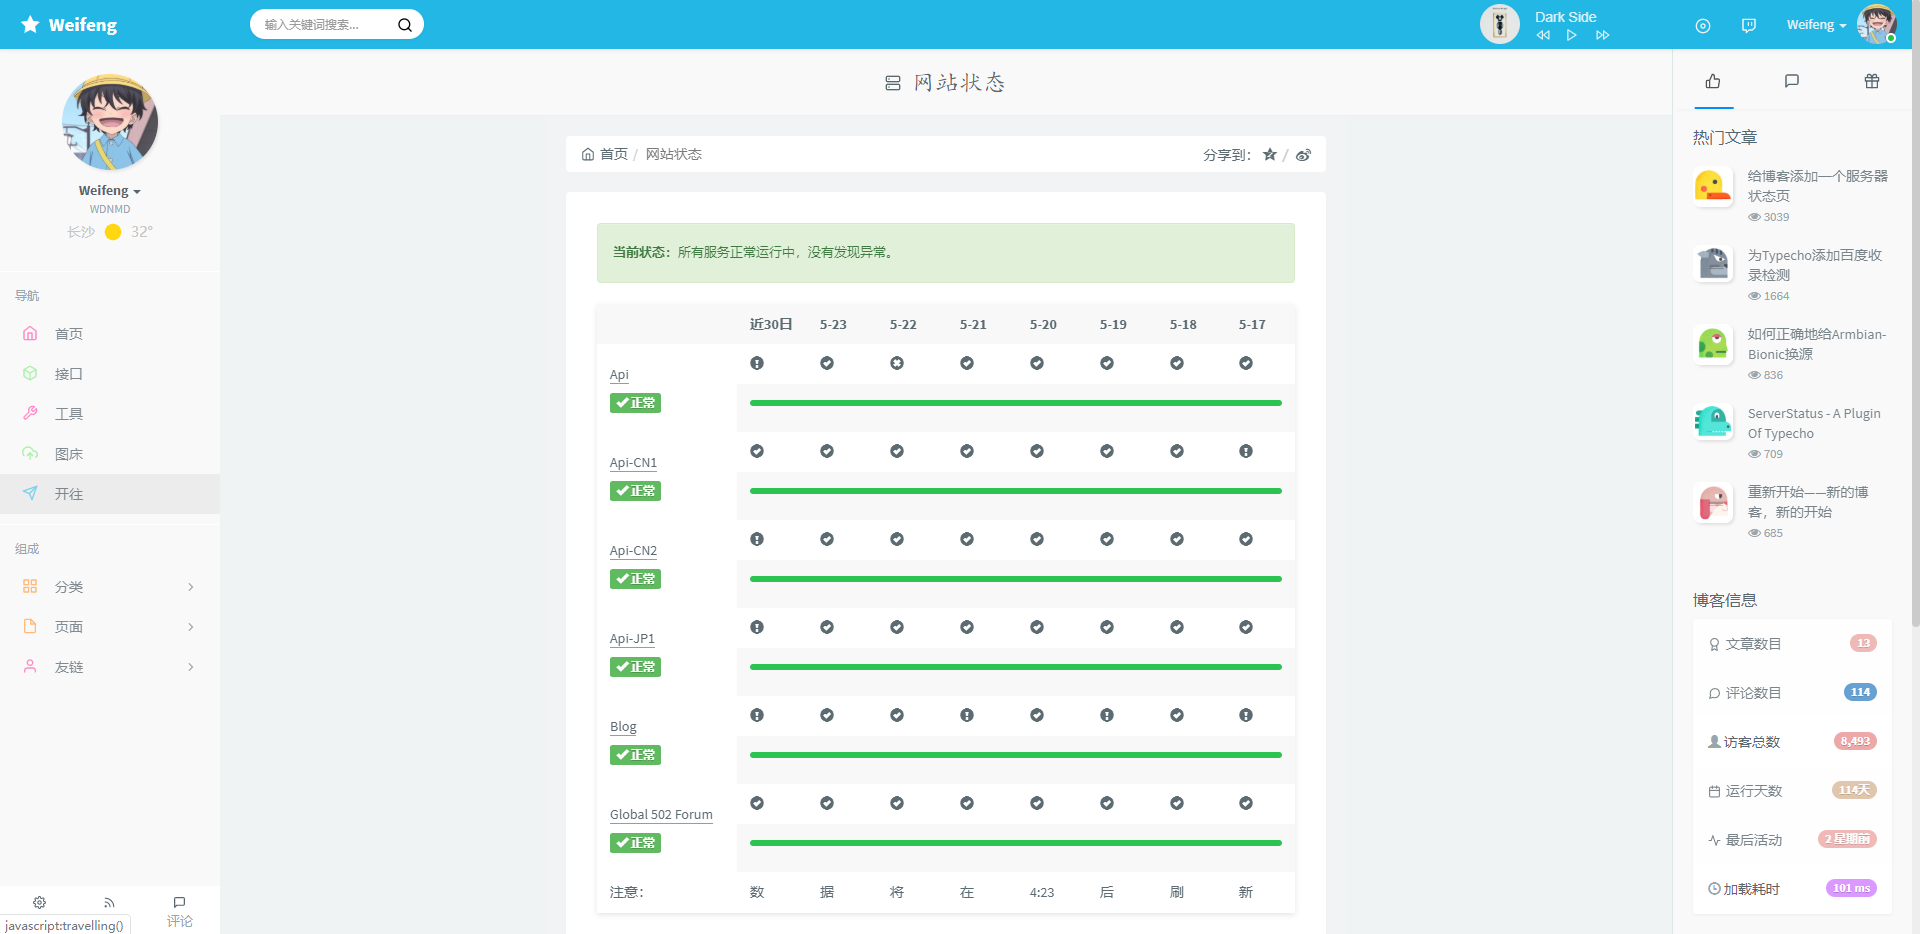 Weifeng
输入关键词搜索...
Dark Side
Weifeng
Weifeng
WDNMD
长沙 32°
导航
首页
接口
工具
图床
开往
组成
分类
页面
友链
评论
javascript:travelling()
网站状态
首页 / 网站状态
分享到： /
当前状态：所有服务正常运行中，没有发现异常。
近30日 5-23 5-22 5-21 5-20 5-19 5-18 5-17
Api
正常
Api-CN1
正常
Api-CN2
正常
Api-JP1
正常
Blog
正常
Global 502 Forum
正常
注意： 数 据 将 在 4:23 后 刷 新
热门文章
给博客添加一个服务器
状态页
3039
为Typecho添加百度收
录检测
1664
如何正确地给Armbian-
Bionic换源
836
ServerStatus - A Plugin
Of Typecho
709
重新开始——新的博
客，新的开始
685
博客信息
文章数目 13
评论数目 114
访客总数 8,493
运行天数 114天
最后活动 2 星期前
加载耗时 101 ms